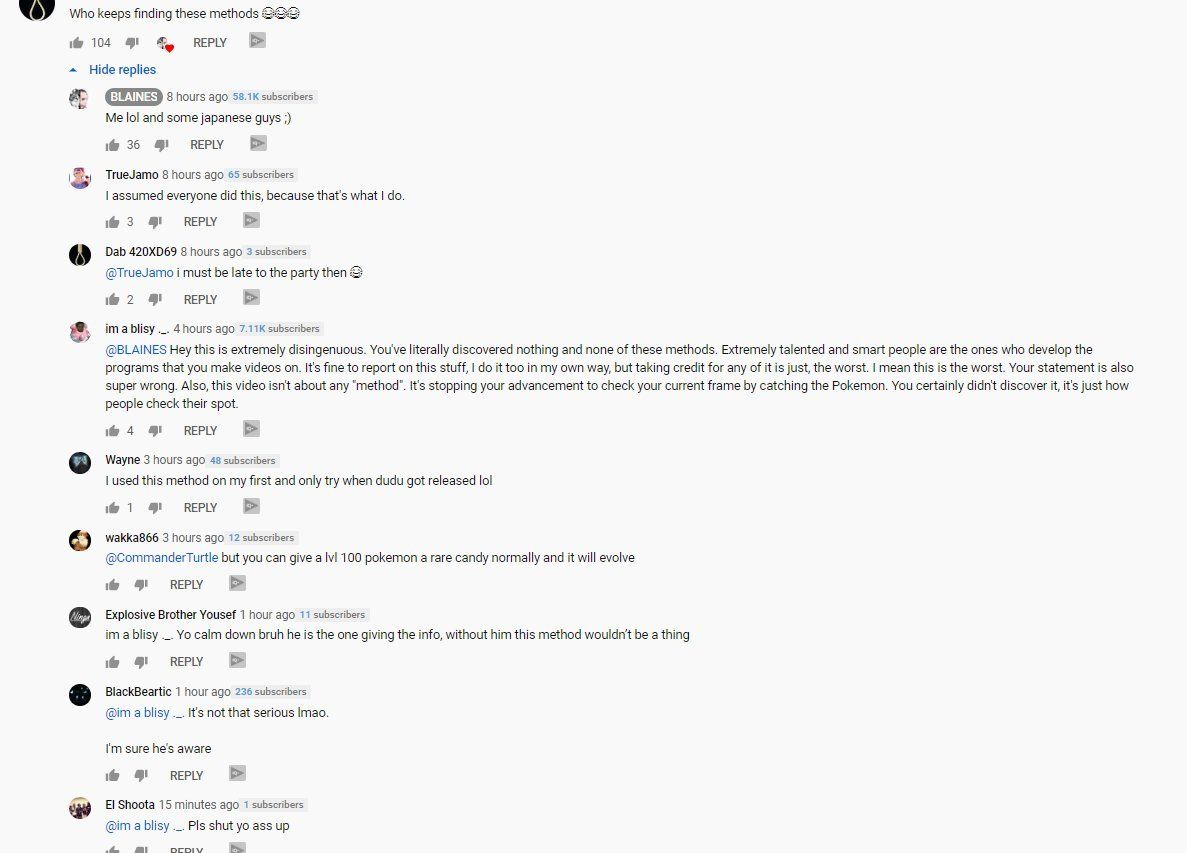 Who keeps finding these methods 😂😂😂
104 REPLY
Hide replies
BLAINES 8 hours ago 58.1K subscribers
Me lol and some japanese guys ;)
36 REPLY
TrueJamo 8 hours ago 65 subscribers
I assumed everyone did this, because that's what I do.
3 REPLY
Dab 420XD69 8 hours ago 3 subscribers
@TrueJamo i must be late to the party then 😂
2 REPLY
im a blisy ._. 4 hours ago 7.11K subscribers
@BLAINES Hey this is extremely disingenuous. You've literally discovered nothing and none of these methods. Extremely talented and smart people are the ones who develop the
programs that you make videos on. It's fine to report on this stuff, I do it too in my own way, but taking credit for any of it is just, the worst. I mean this is the worst. Your statement is also
super wrong. Also, this video isn't about any "method". It's stopping your advancement to check your current frame by catching the Pokemon. You certainly didn't discover it, it's just how
people check their spot.
4 REPLY
Wayne 3 hours ago 48 subscribers
I used this method on my first and only try when dudu got released lol
1 REPLY
wakka866 3 hours ago 12 subscribers
@CommanderTurtle but you can give a lvl 100 pokemon a rare candy normally and it will evolve
REPLY
Explosive Brother Yousef 1 hour ago 11 subscribers
im a blisy ._. Yo calm down bruh he is the one giving the info, without him this method wouldn't be a thing
REPLY
BlackBeartic 1 hour ago 236 subscribers
@im a blisy ._. It's not that serious lmao.
I'm sure he's aware
REPLY
El Shoota 15 minutes ago 1 subscribers
@im a blisy ._. Pls shut yo ass up
REPLY